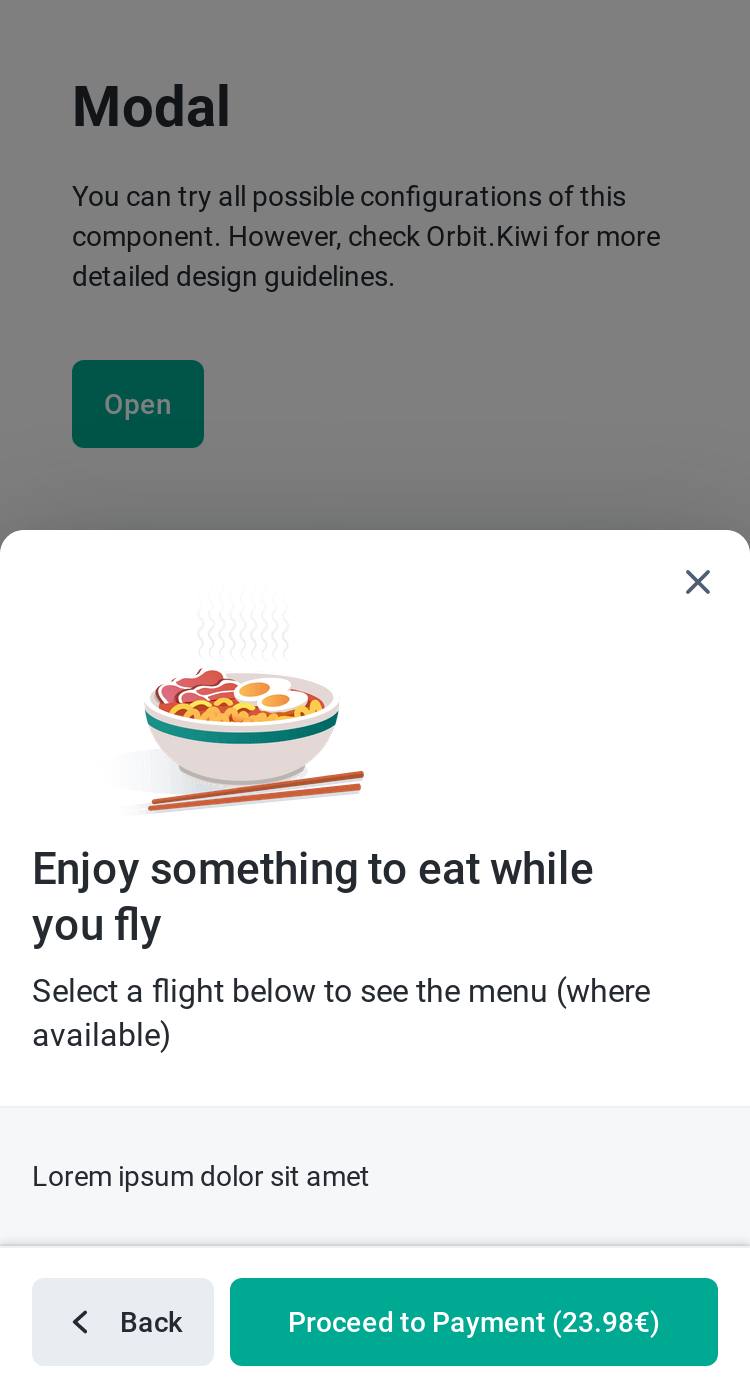 Modal
You can try all possible configurations of this
component. However, check Orbit.Kiwi for more
detailed design guidelines.
Open
Enjoy something to eat while
you fly
Select a flight below to see the menu (where
available)
Lorem ipsum dolor sit amet
Back
Proceed to Payment (23.98€)